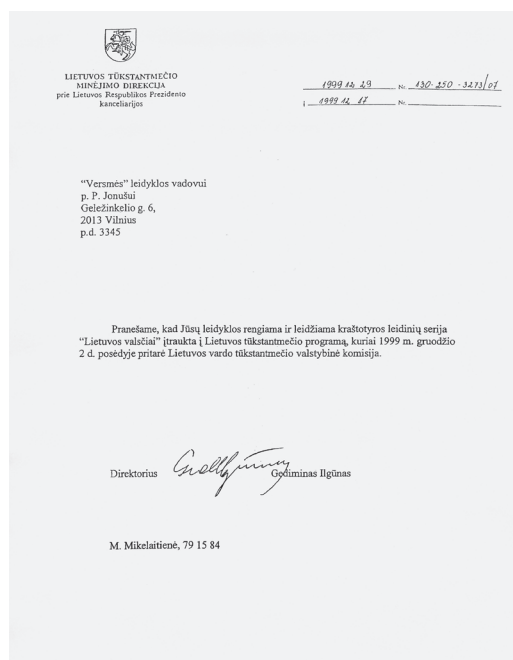 LIETUVOS TŪKSTANTMEČIO
MINĖJIMO DIREKCIJA
prie Lietuvos Respublikos Prezidento
kanceliarijos
1999 12 29 Nr. 130-250-3273/07
Į 1999 12 17 Nr.
“Versmės” leidyklos vadovui
p. P. Jonušui
Geležinkelio g. 6,
2013 Vilnius
p.d. 3345
Pranešame, kad Jūsų leidyklos rengiama ir leidžiama kraštotyros leidinių serija
“Lietuvos valsčiai” įtraukta į Lietuvos tūkstantmečio programą, kuriai 1999 m. gruodžio
2 d. posėdyje pritarė Lietuvos vardo tūkstantmečio valstybinė komisija.
Direktorius Gediminas Ilgūnas
M. Mikelaitienė, 79 15 84